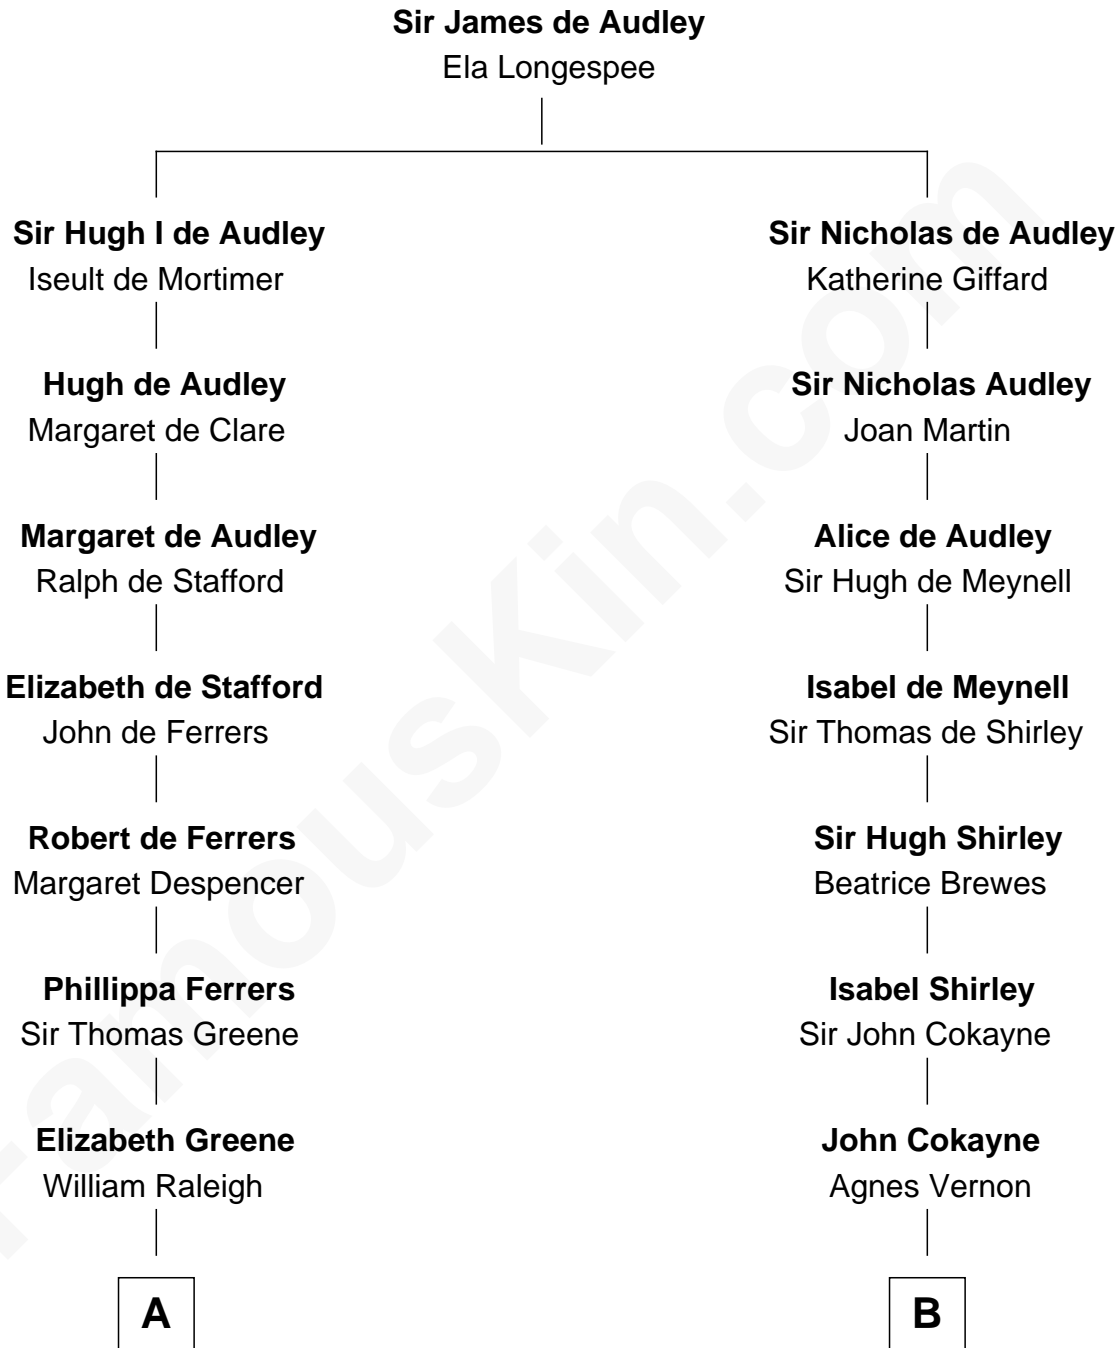 Sir James de Audley
Ela Longespee
Sir Hugh I de Audley
Iseult de Mortimer
Sir Nicholas de Audley
Katherine Giffard
Hugh de Audley
Margaret de Clare
Sir Nicholas Audley
Joan Martin
Margaret de Audley
Ralph de Stafford
Alice de Audley
Sir Hugh de Meynell
Elizabeth de Stafford
John de Ferrers
Isabel de Meynell
Sir Thomas de Shirley
Robert de Ferrers
Margaret Despencer
Sir Hugh Shirley
Beatrice Brewes
Phillippa Ferrers
Sir Thomas Greene
Isabel Shirley
Sir John Cokayne
Elizabeth Greene
William Raleigh
John Cokayne
Agnes Vernon
A
B
FamousKin.com